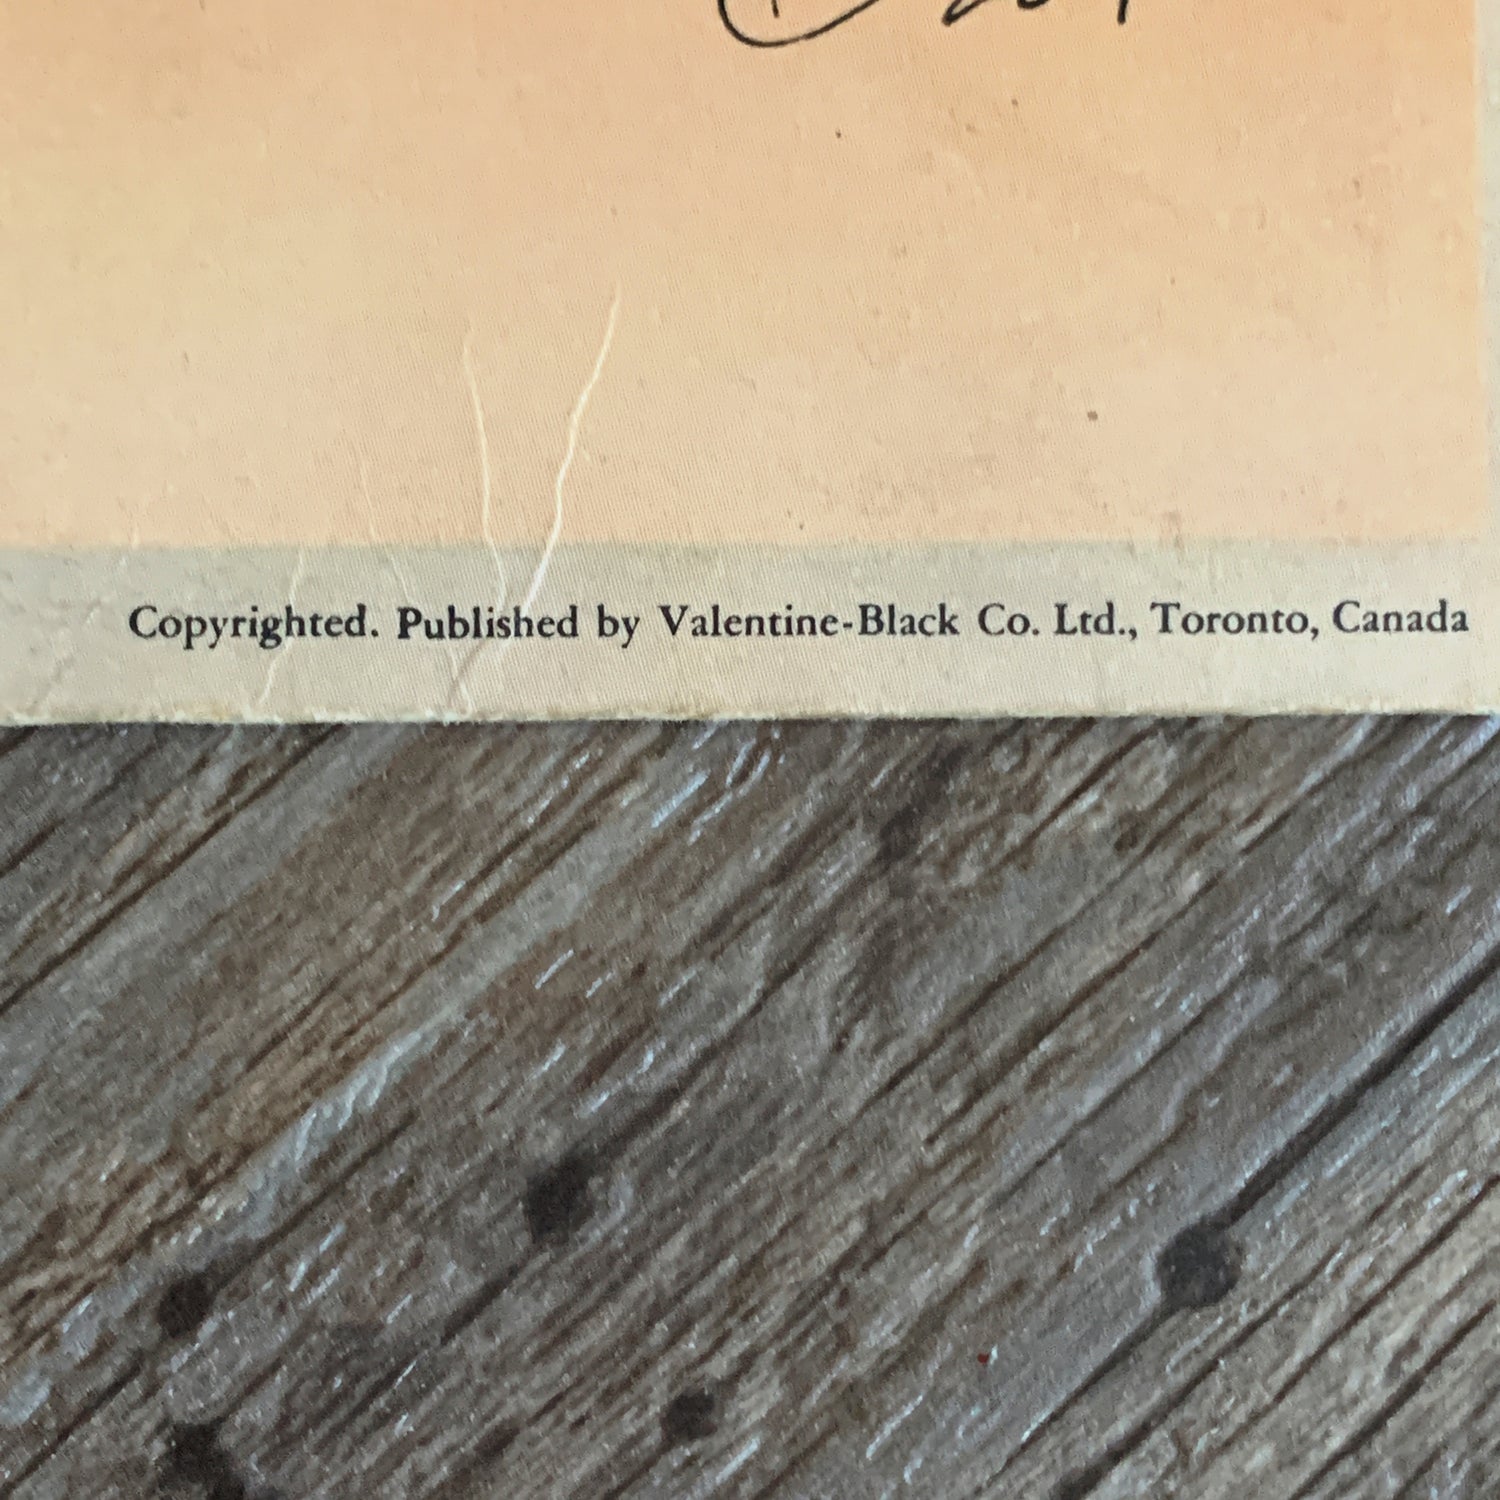 Copyrighted. Published by Valentine-Black Co. Ltd., Toronto, Canada